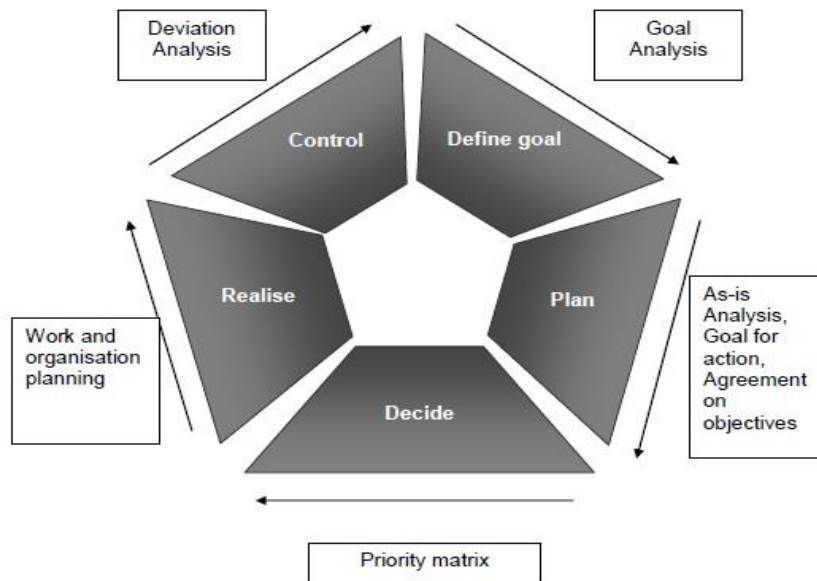 Deviation
Analysis
Goal
Analysis
Control
Define goal
Realise
Plan
Work and
organisation
planning
As-is
Analysis,
Goal for
action,
Agreement
on
objectives
Decide
Priority matrix